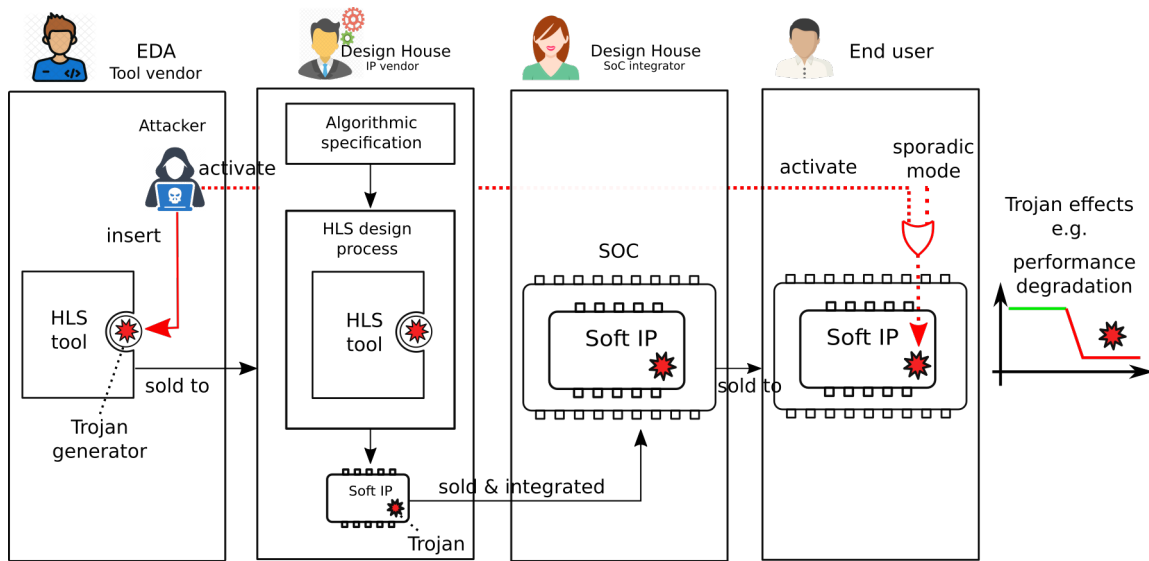 EDA
Tool vendor
Design House
IP vendor
Design House
SoC integrator
End user
Attacker
activate
insert
HLS
tool
Trojan
generator
sold to
Algorithmic
specification
HLS design
process
HLS
tool
Soft IP
Trojan
sold & integrated
SOC
Soft IP
sold to
activate
sporadic
mode
Soft IP
Trojan effects
e.g.
performance
degradation